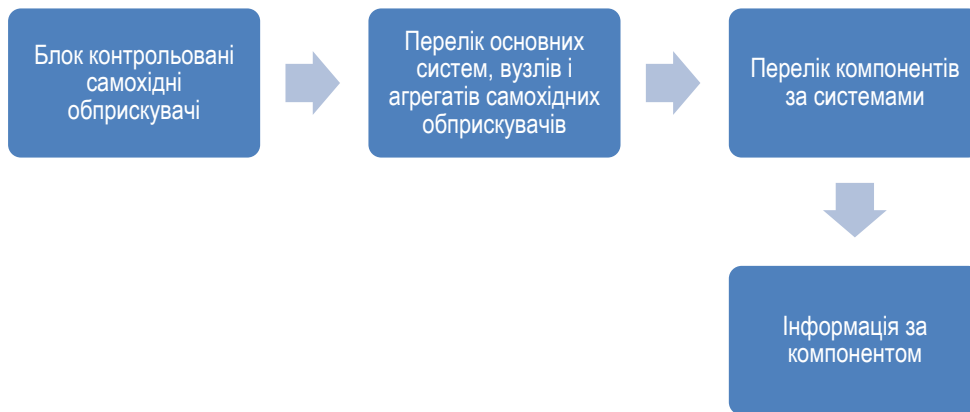 Блок контрольовані
самохідні
обприскувачі
Перелік основних
систем, вузлів і
агрегатів самохідних
обприскувачів
Перелік компонентів
за системами
Інформація за
компонентом